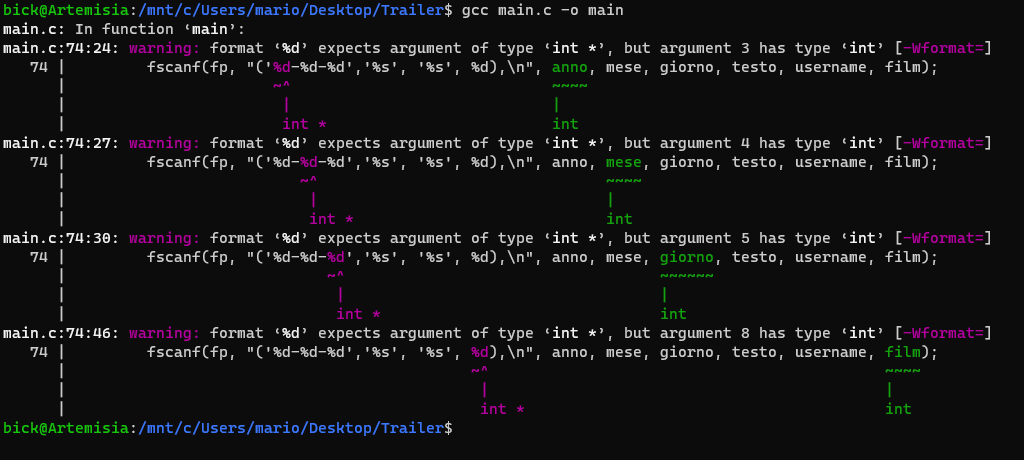 bick@Artemisia:/mnt/c/Users/mario/Desktop/Trailer$ gcc main.c -o main
main.c: In function ‘main’:
main.c:74:24: warning: format ‘%d’ expects argument of type ‘int *’, but argument 3 has type ‘int’ [-Wformat=]
   74 |         fscanf(fp, "('%d-%d-%d','%s', '%s', %d),\n", anno, mese, giorno, testo, username, film);
      |                       ~^                             ~~~~
      |                        |                             |
      |                        int *                         int
main.c:74:27: warning: format ‘%d’ expects argument of type ‘int *’, but argument 4 has type ‘int’ [-Wformat=]
   74 |         fscanf(fp, "('%d-%d-%d','%s', '%s', %d),\n", anno, mese, giorno, testo, username, film);
      |                          ~^                                ~~~~
      |                           |                                |
      |                           int *                            int
main.c:74:30: warning: format ‘%d’ expects argument of type ‘int *’, but argument 5 has type ‘int’ [-Wformat=]
   74 |         fscanf(fp, "('%d-%d-%d','%s', '%s', %d),\n", anno, mese, giorno, testo, username, film);
      |                             ~^                                   ~~~~~~
      |                              |                                   |
      |                              int *                               int
main.c:74:46: warning: format ‘%d’ expects argument of type ‘int *’, but argument 8 has type ‘int’ [-Wformat=]
   74 |         fscanf(fp, "('%d-%d-%d','%s', '%s', %d),\n", anno, mese, giorno, testo, username, film);
      |                                             ~^                                            ~~~~
      |                                              |                                            |
      |                                              int *                                        int
bick@Artemisia:/mnt/c/Users/mario/Desktop/Trailer$